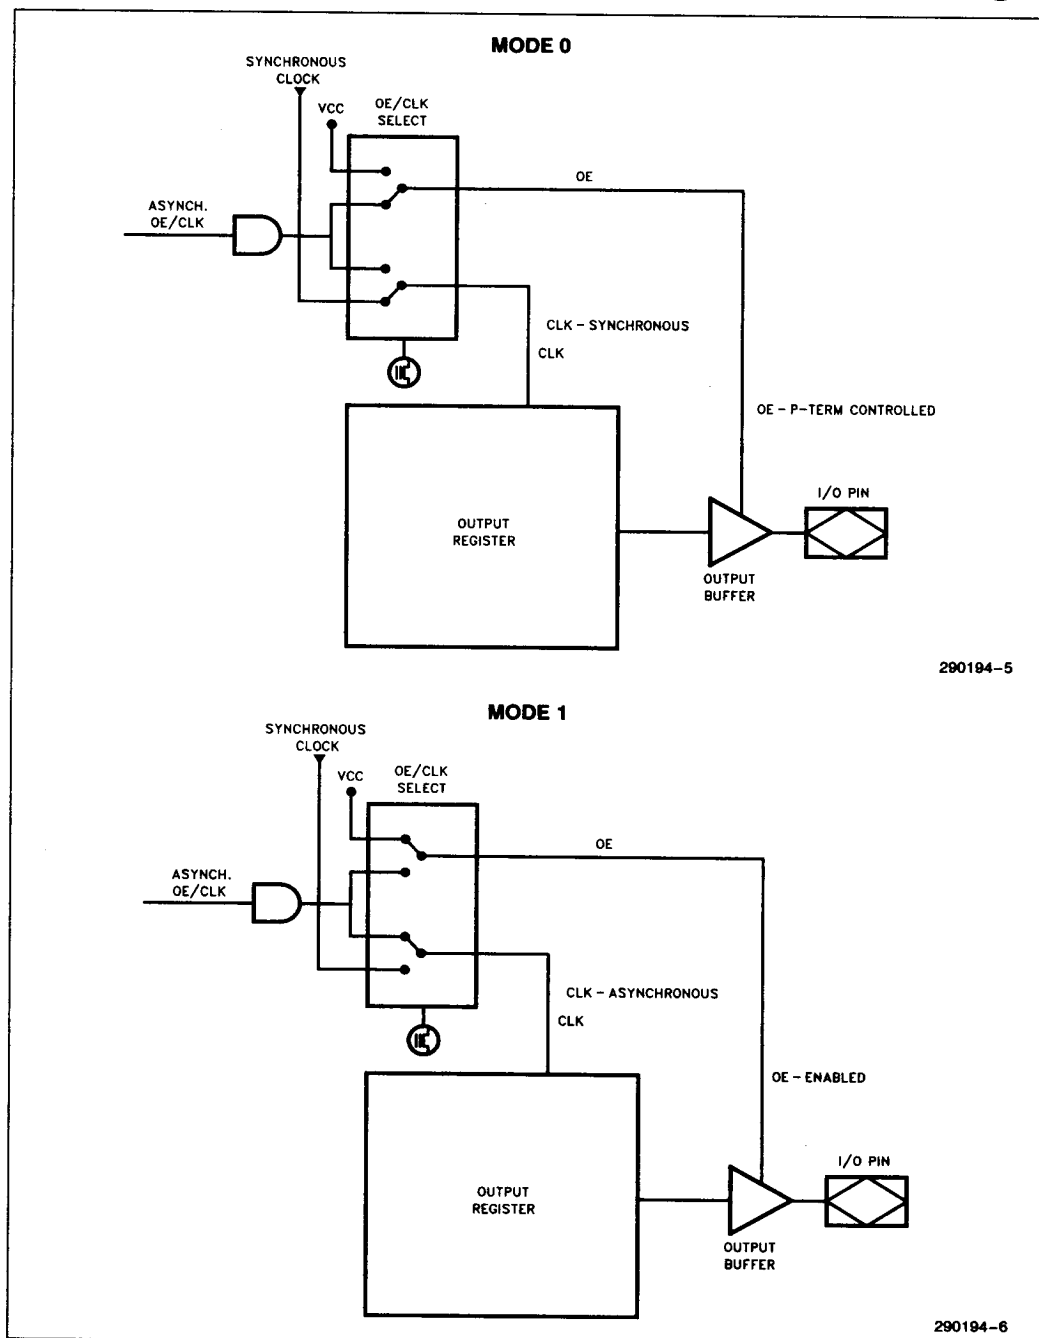 MODE 0
SYNCHRONOUS
CLOCK
VCC
OE/CLK
SELECT
OE
ASYNCH.
OE/CLK
CLK – SYNCHRONOUS
CLK
OE – P-TERM CONTROLLED
I/O PIN
OUTPUT
REGISTER
OUTPUT
BUFFER
290194–5
MODE 1
SYNCHRONOUS
CLOCK
VCC
OE/CLK
SELECT
OE
ASYNCH.
OE/CLK
CLK – ASYNCHRONOUS
CLK
OE – ENABLED
I/O PIN
OUTPUT
REGISTER
OUTPUT
BUFFER
290194–6